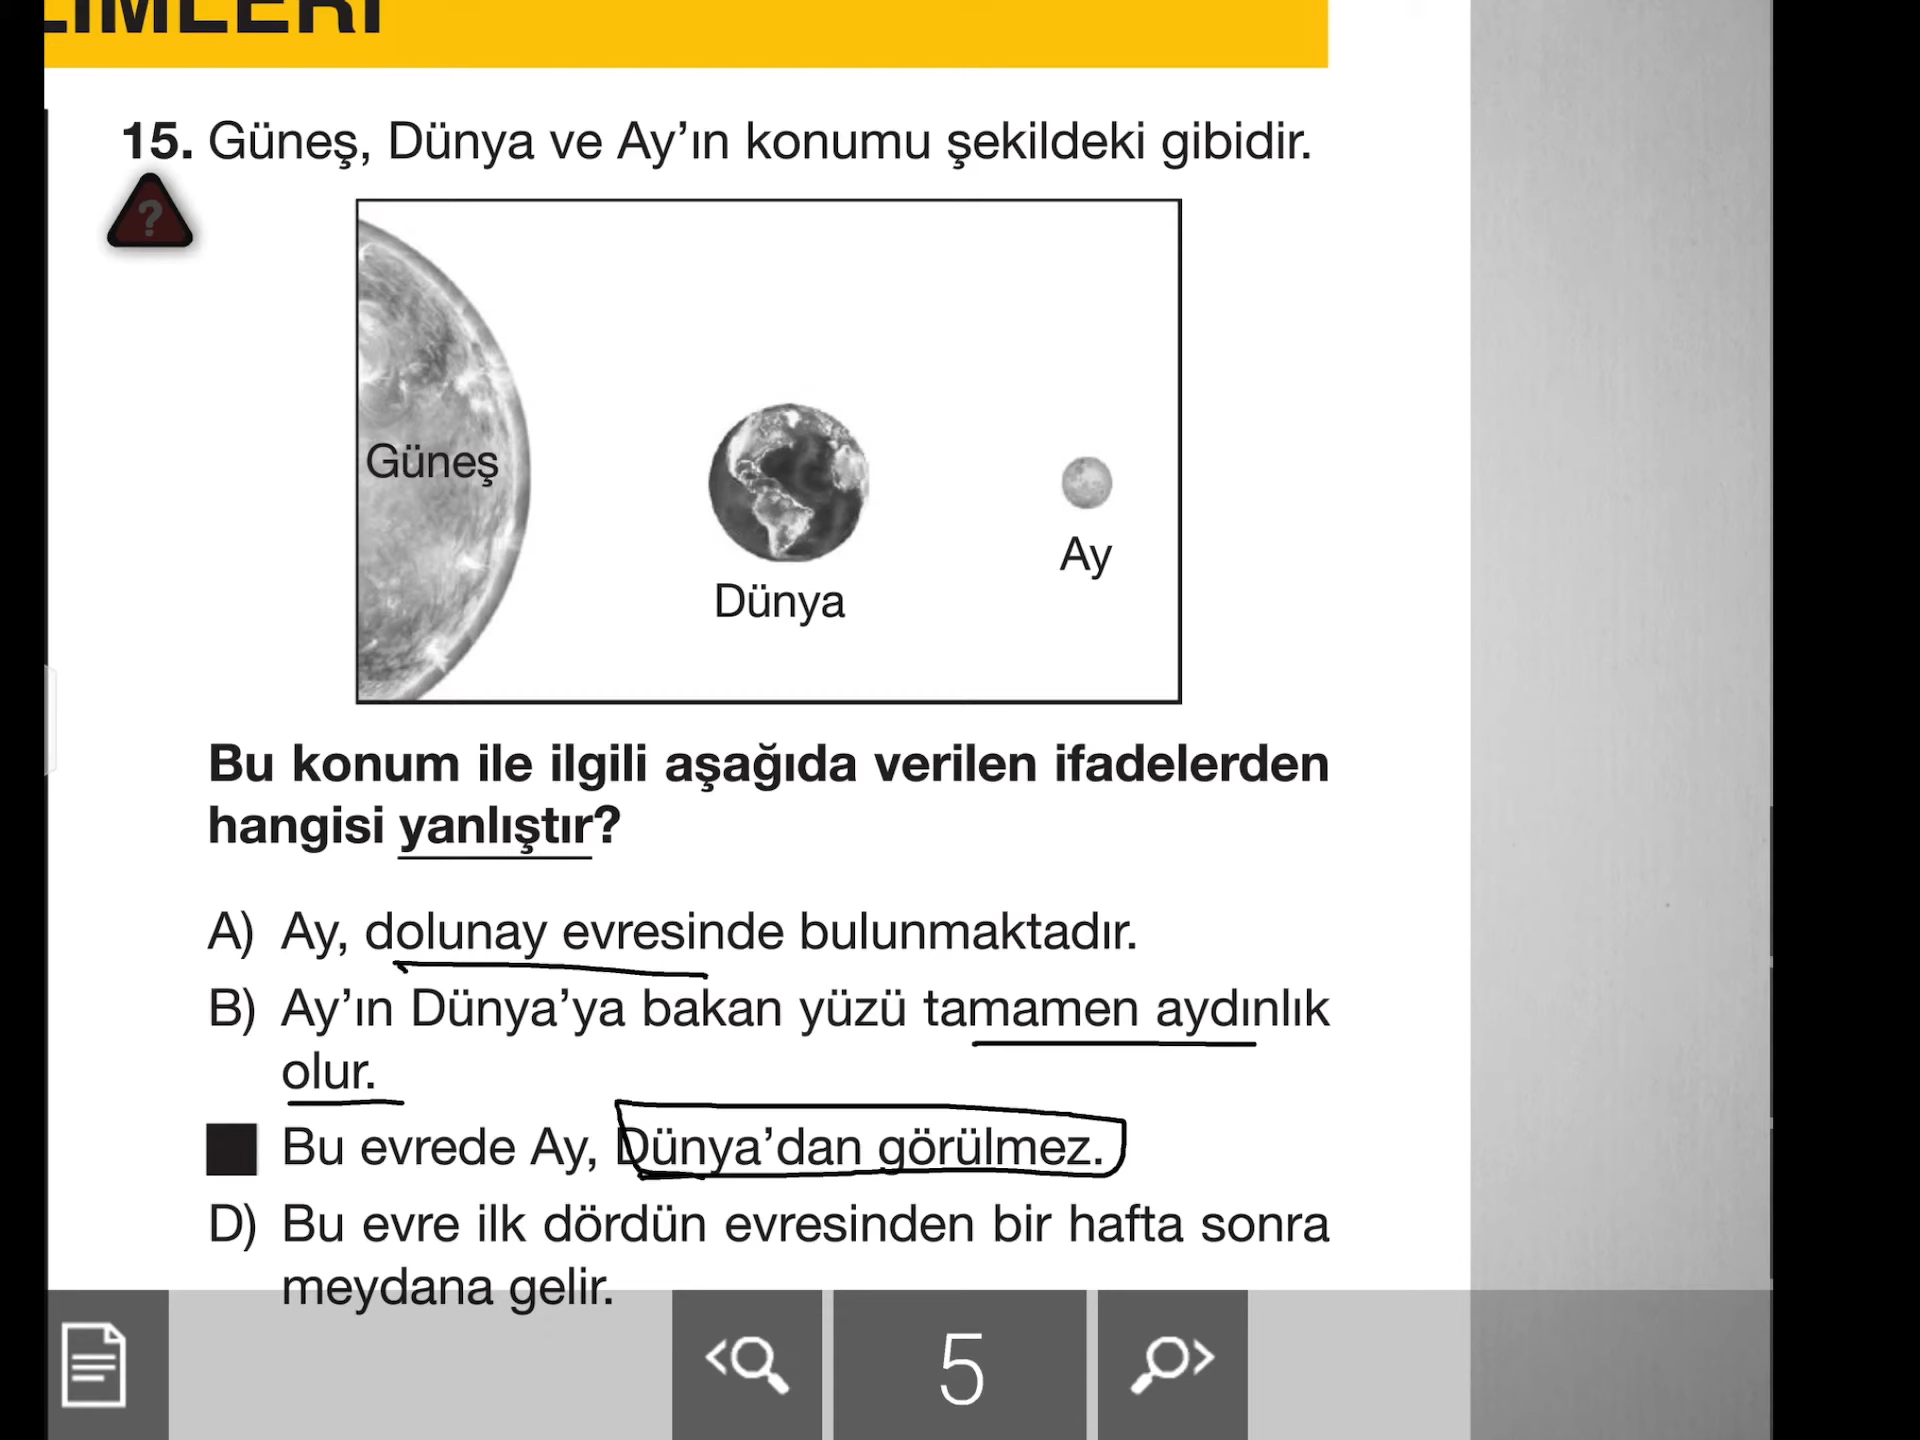 15. Güneş, Dünya ve Ay’ın konumu şekildeki gibidir.
?
Güneş
Dünya
Ay
Bu konum ile ilgili aşağıda verilen ifadelerden
hangisi yanlıştır?
A) Ay, dolunay evresinde bulunmaktadır.
B) Ay’ın Dünya’ya bakan yüzü tamamen aydınlık
olur.
Bu evrede Ay, Dünya’dan görülmez.
D) Bu evre ilk dördün evresinden bir hafta sonra
meydana gelir.
5